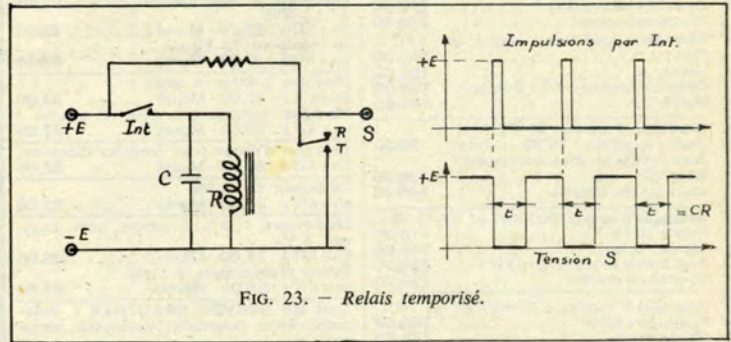 Impulsions par Int.
+E
+E
Int
S
R
T
C
R
-E
+E
t
t
t
= CR
Tension S
FIG. 23. — Relais temporisé.